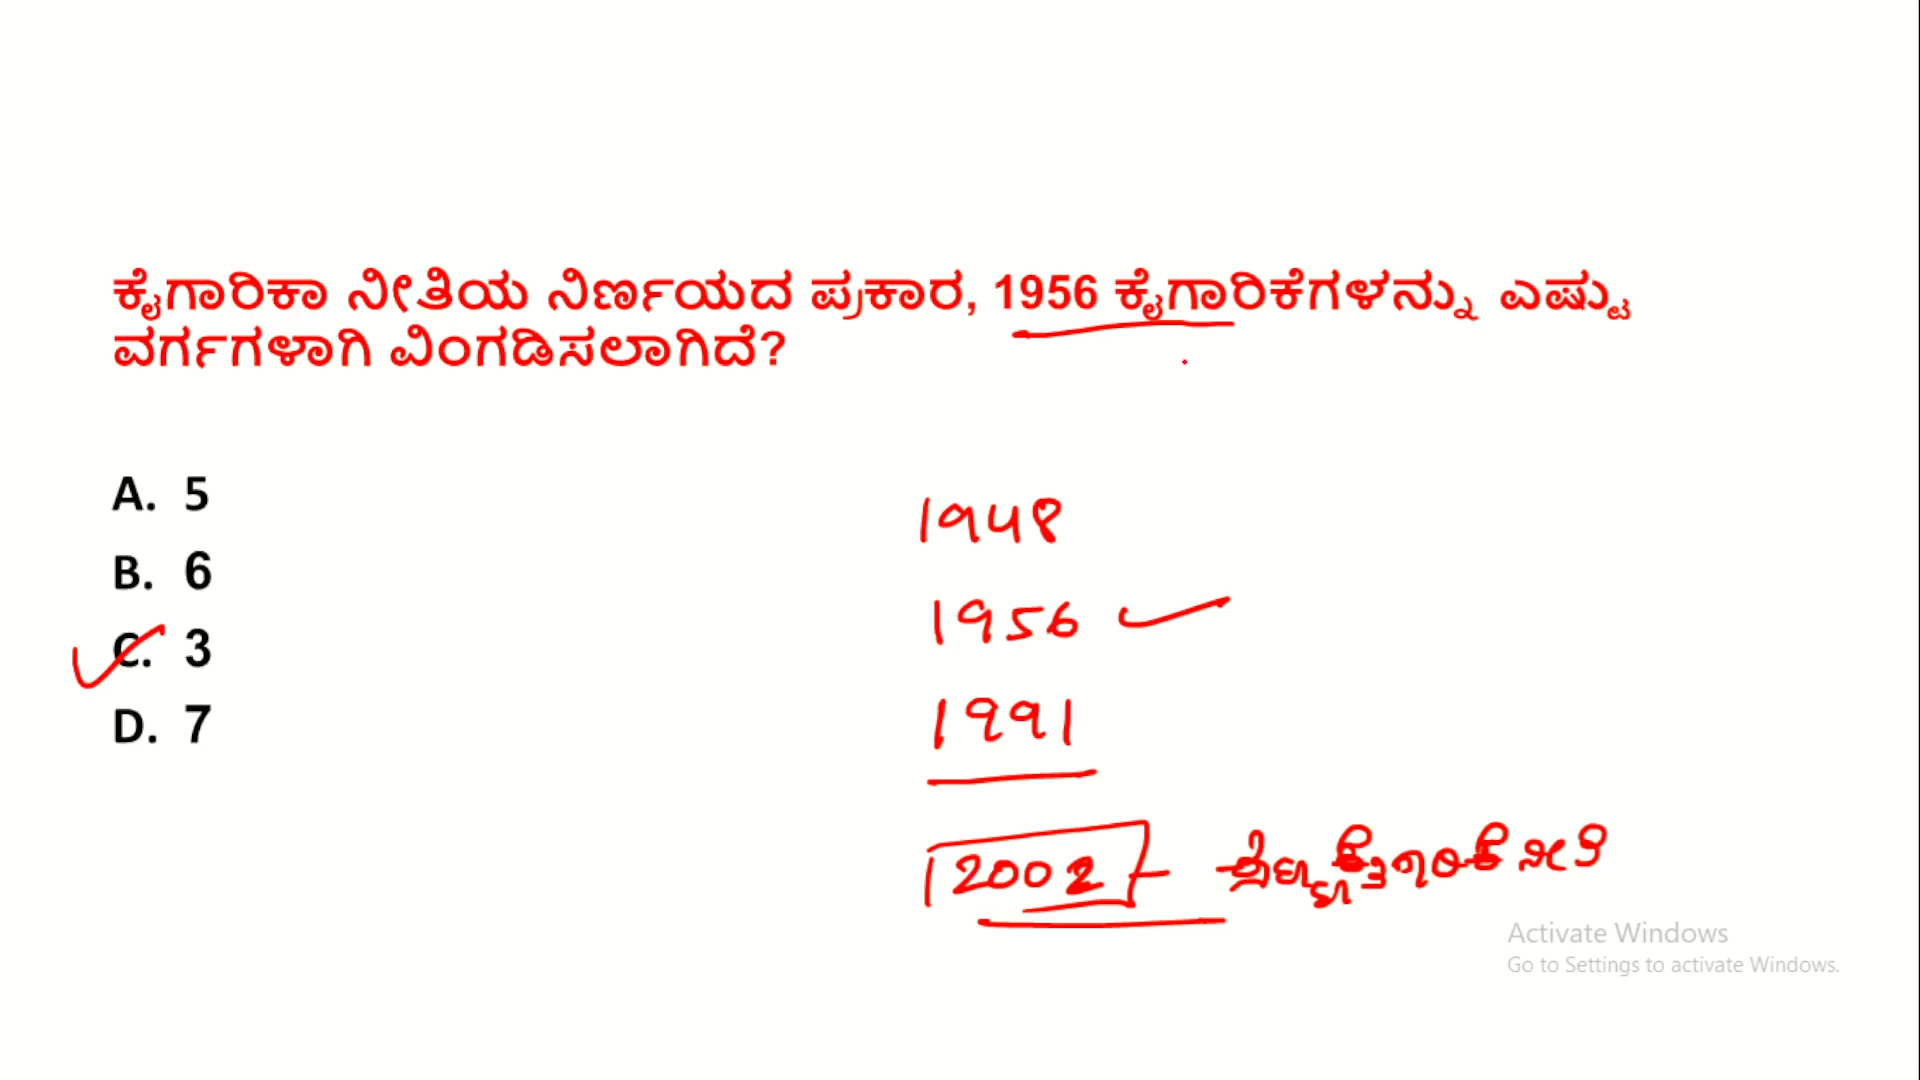 ಕೈಗಾರಿಕಾ ನೀತಿಯ ನಿರ್ಣಯದ ಪ್ರಕಾರ, 1956 ಕೈಗಾರಿಕೆಗಳನ್ನು ಎಷ್ಟು
ವರ್ಗಗಳಾಗಿ ವಿಂಗಡಿಸಲಾಗಿದೆ?
A. 5
B. 6
C. 3
D. 7
1948
1956
1991
2002 - ಕೈಗಾರಿಕೆ ನೀತಿ
Activate Windows
Go to Settings to activate Windows.